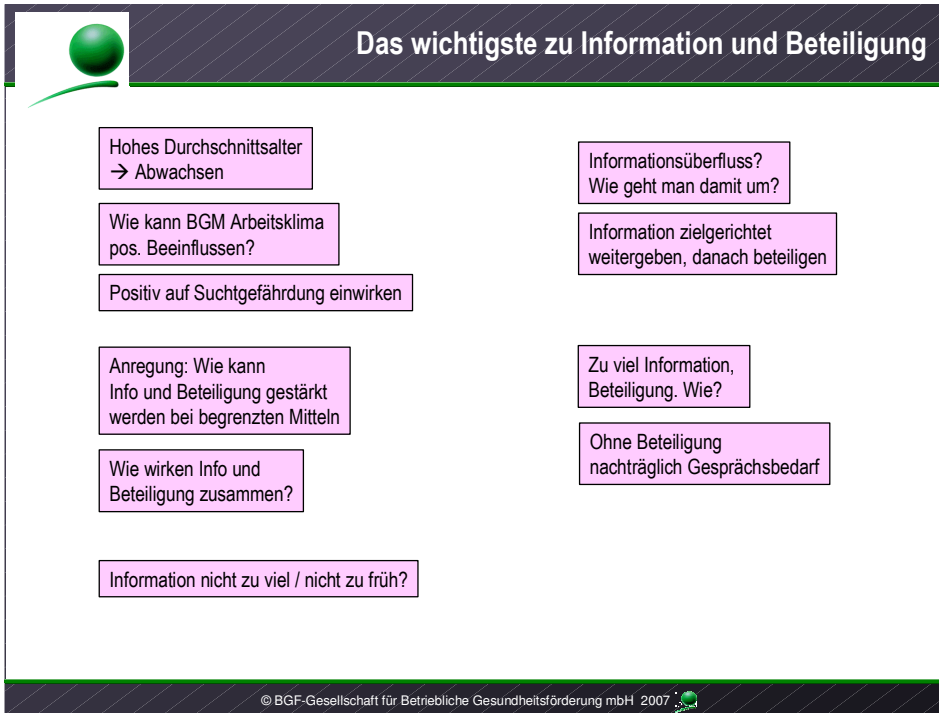 Das wichtigste zu Information und Beteiligung
Hohes Durchschnittsalter
→ Abwachsen
Wie kann BGM Arbeitsklima
pos. Beeinflussen?
Positiv auf Suchtgefährdung einwirken
Anregung: Wie kann
Info und Beteiligung gestärkt
werden bei begrenzten Mitteln
Wie wirken Info und
Beteiligung zusammen?
Information nicht zu viel / nicht zu früh?
Informationsüberfluss?
Wie geht man damit um?
Information zielgerichtet
weitergeben, danach beteiligen
Zu viel Information,
Beteiligung. Wie?
Ohne Beteiligung
nachträglich Gesprächsbedarf
© BGF-Gesellschaft für Betriebliche Gesundheitsförderung mbH 2007